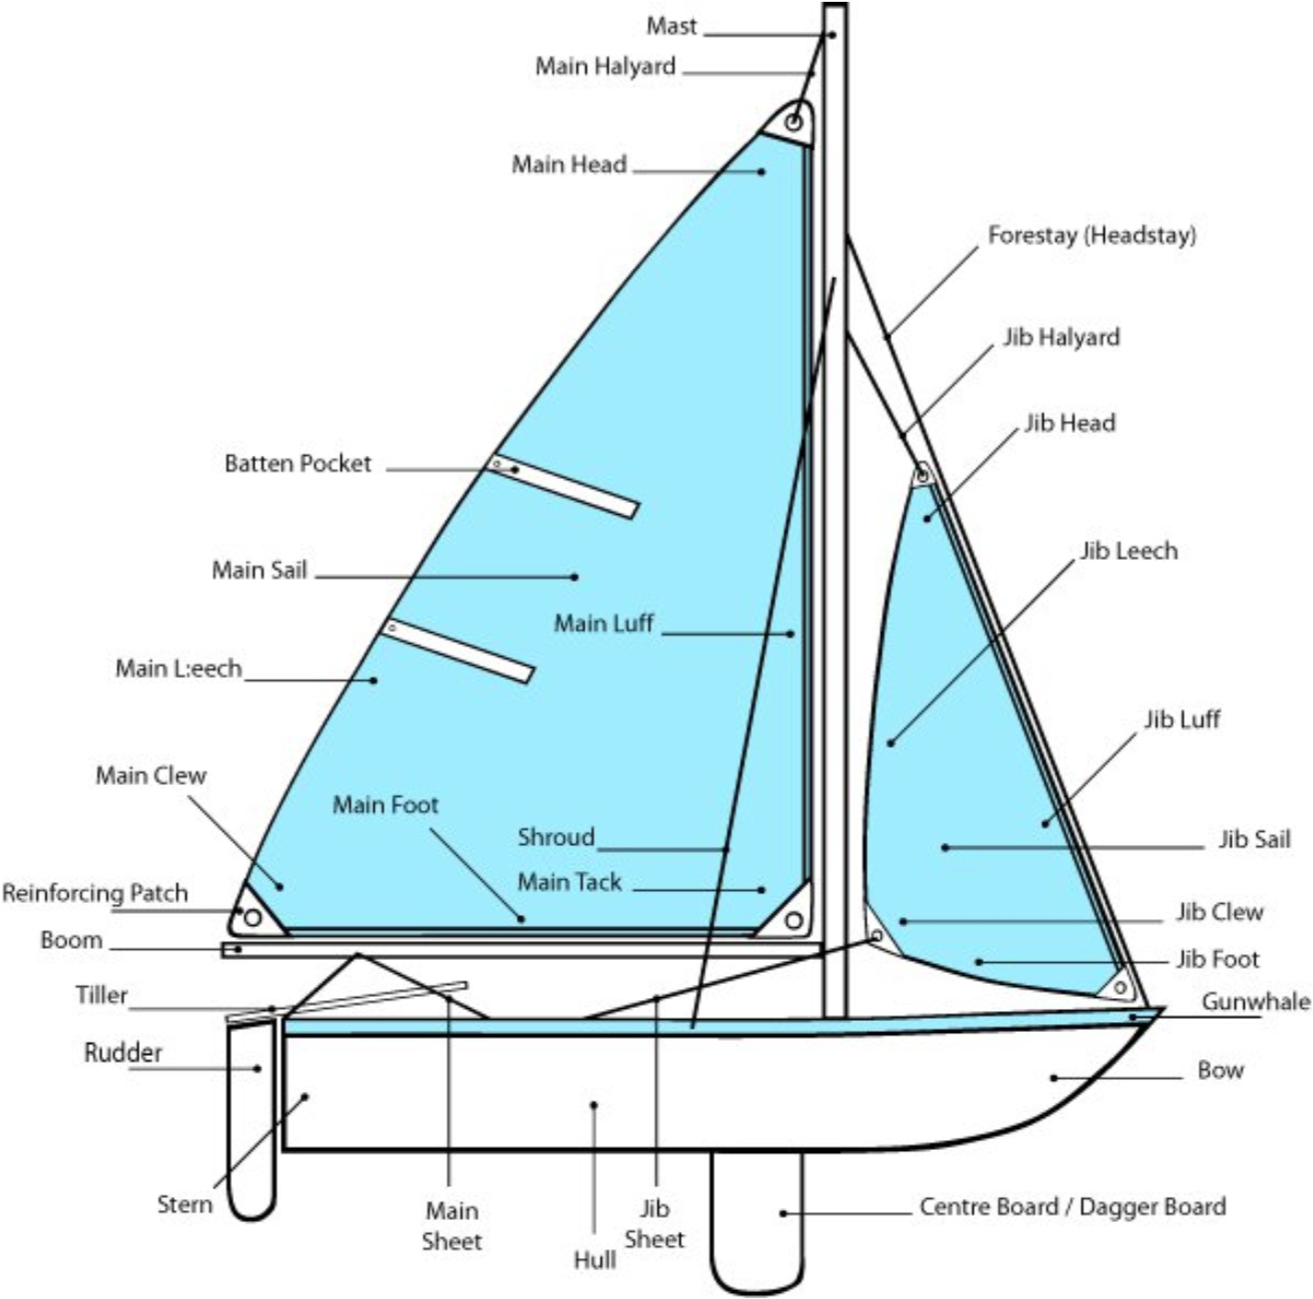 Mast
Main Halyard
Main Head
Forestay (Headstay)
Jib Halyard
Jib Head
Batten Pocket
Jib Leech
Main Sail
Main Luff
Main L:eech
Jib Luff
Main Clew
Main Foot
Shroud
Jib Sail
Main Tack
Reinforcing Patch
Jib Clew
Boom
Jib Foot
Tiller
Gunwhale
Rudder
Bow
Stern
Main
Sheet
Hull
Jib
Sheet
Centre Board / Dagger Board